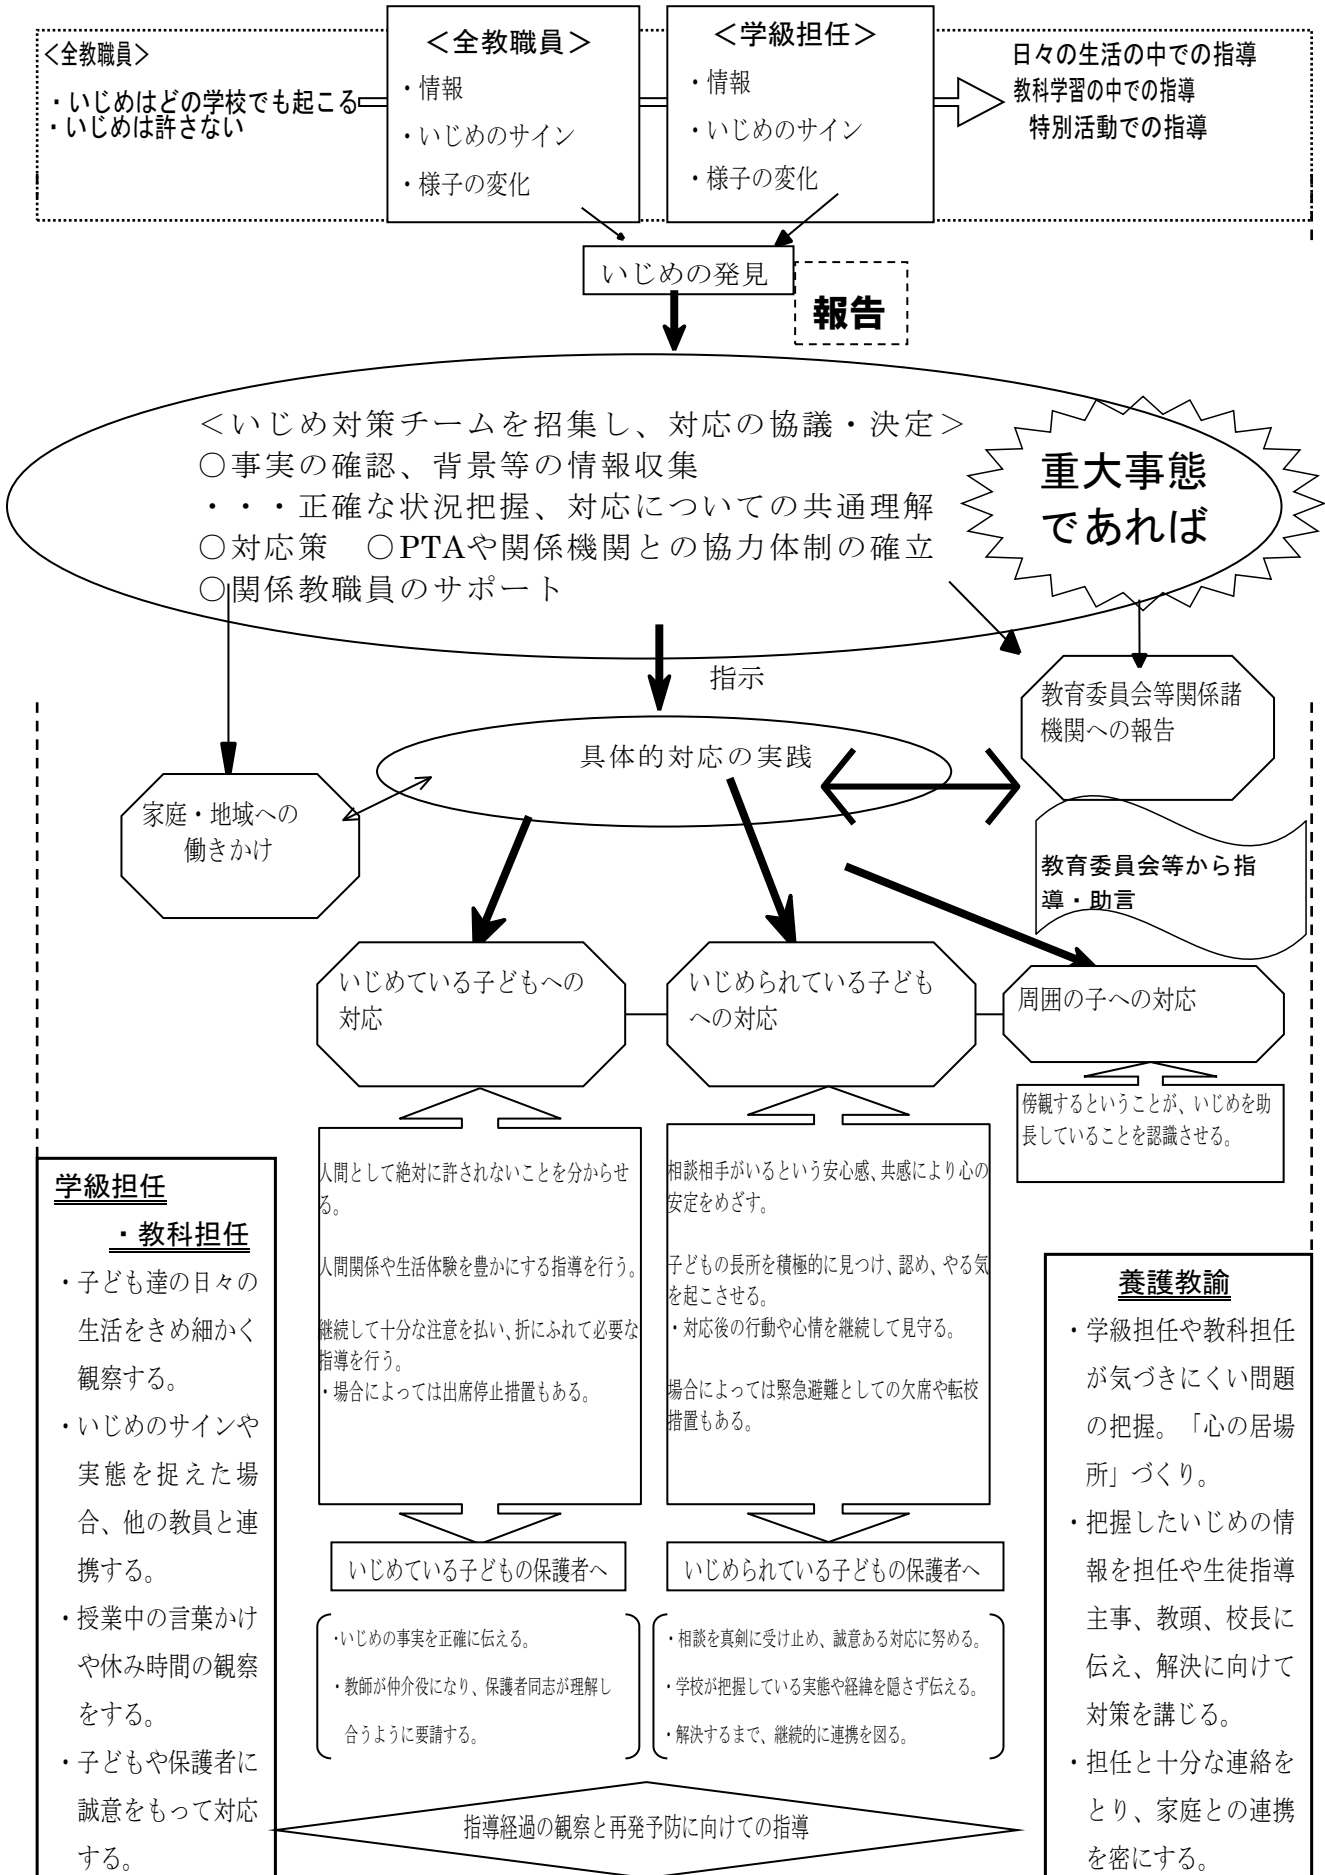 ＜全教職員＞
・いじめはどの学校でも起こる
・いじめは許さない
＜全教職員＞
・情報
・いじめのサイン
・様子の変化
＜学級担任＞
・情報
・いじめのサイン
・様子の変化
日々の生活の中での指導
教科学習の中での指導
特別活動での指導
いじめの発見
報告
＜いじめ対策チームを招集し、対応の協議・決定＞
○事実の確認、背景等の情報収集
・・・正確な状況把握、対応についての共通理解
○対応策　○PTAや関係機関との協力体制の確立
○関係教職員のサポート
重大事態
であれば
指示
教育委員会等関係諸
機関への報告
具体的対応の実践
家庭・地域への
働きかけ
教育委員会等から指
導・助言
いじめている子どもへの
対応
いじめられている子ども
への対応
周囲の子への対応
傍観するということが、いじめを助
長していることを認識させる。
人間として絶対に許されないことを分からせ
る。
人間関係や生活体験を豊かにする指導を行う。
継続して十分な注意を払い、折にふれて必要な
指導を行う。
・場合によっては出席停止措置もある。
相談相手がいるという安心感、共感により心の
安定をめざす。
子どもの長所を積極的に見つけ、認め、やる気
を起こさせる。
・対応後の行動や心情を継続して見守る。
場合によっては緊急避難としての欠席や転校
措置もある。
いじめている子どもの保護者へ
いじめられている子どもの保護者へ
・いじめの事実を正確に伝える。
・教師が仲介役になり、保護者同志が理解し
合うように要請する。
・相談を真剣に受け止め、誠意ある対応に努める。
・学校が把握している実態や経緯を隠さず伝える。
・解決するまで、継続的に連携を図る。
指導経過の観察と再発予防に向けての指導
学級担任
・教科担任
・子ども達の日々の
生活をきめ細かく
観察する。
・いじめのサインや
実態を捉えた場
合、他の教員と連
携する。
・授業中の言葉かけ
や休み時間の観察
をする。
・子どもや保護者に
誠意をもって対応
する。
養護教諭
・学級担任や教科担任
が気づきにくい問題
の把握。「心の居場
所」づくり。
・把握したいじめの情
報を担任や生徒指導
主事、教頭、校長に
伝え、解決に向けて
対策を講じる。
・担任と十分な連絡を
とり、家庭との連携
を密にする。